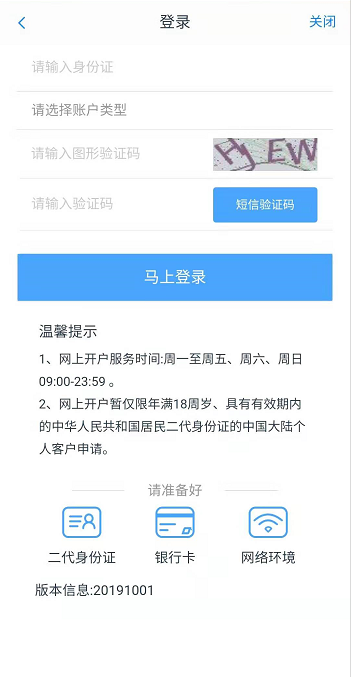 登录
关闭
请输入身份证
请选择账户类型
请输入图形验证码
HJEW
请输入验证码
短信验证码
马上登录
温馨提示
1、网上开户服务时间:周一至周五、周六、周日
09:00-23:59 。
2、网上开户暂仅限年满18周岁、具有有效期内
的中华人民共和国居民二代身份证的中国大陆个
人客户申请。
请准备好
二代身份证
银行卡
网络环境
版本信息:20191001